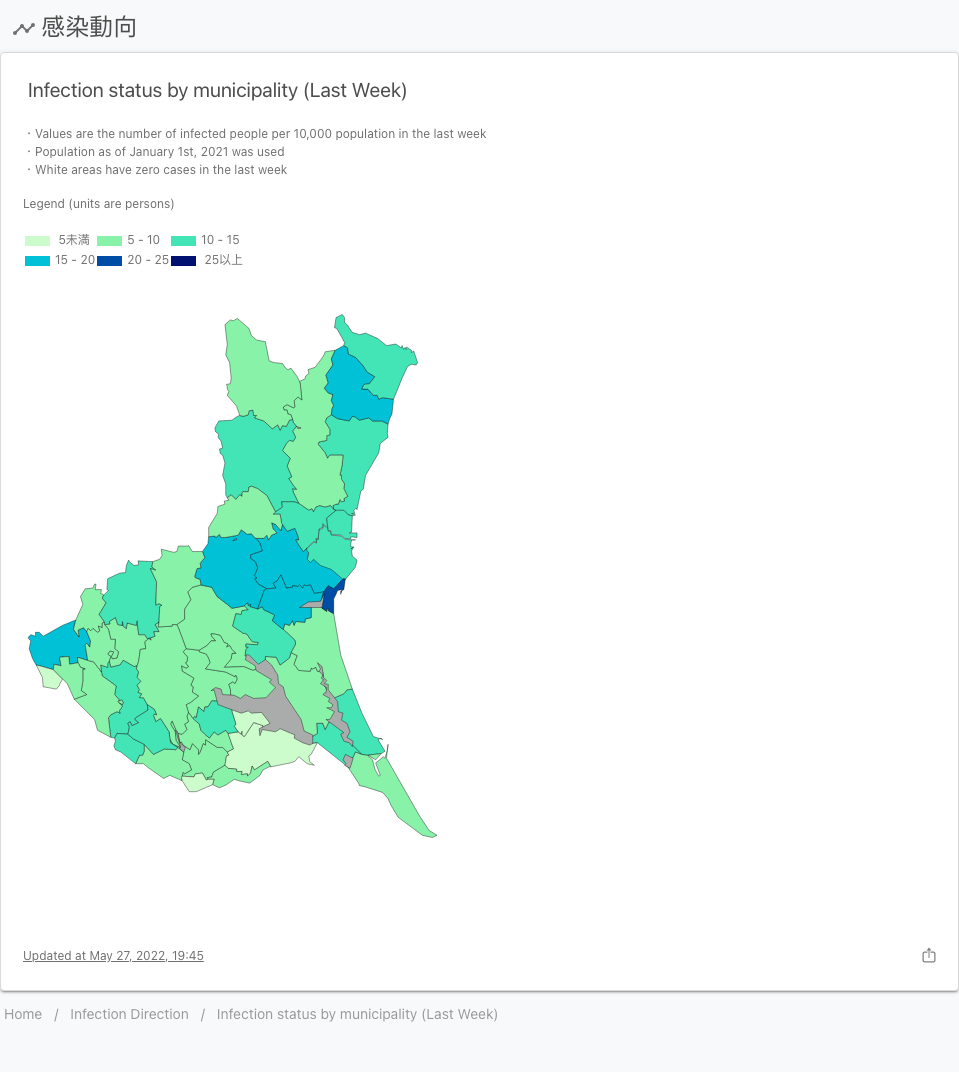 感染動向
Infection status by municipality (Last Week)
・Values are the number of infected people per 10,000 population in the last week
・Population as of January 1st, 2021 was used
・White areas have zero cases in the last week
Legend (units are persons)
5未満 5 - 10 10 - 15
15 - 20 20 - 25 25以上
Updated at May 27, 2022, 19:45
Home / Infection Direction / Infection status by municipality (Last Week)